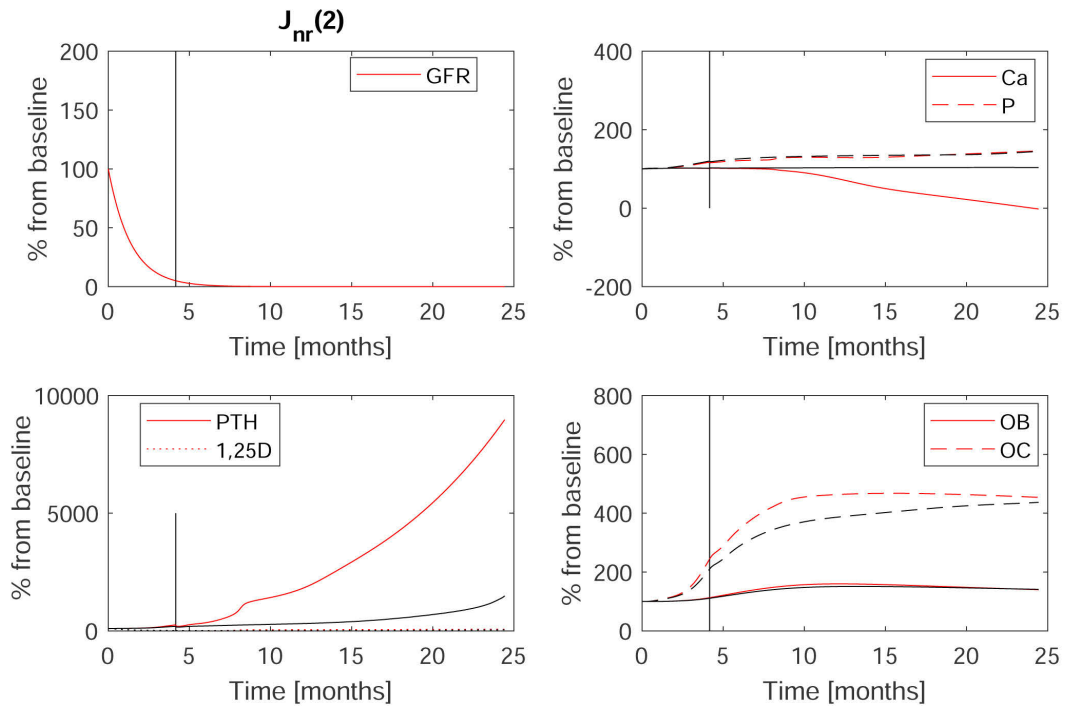 J_nr(2)
% from baseline
200
150
100
50
0
GFR
0 5 10 15 20 25
Time [months]
% from baseline
400
200
0
-200
Ca
P
0 5 10 15 20 25
Time [months]
% from baseline
10000
5000
0
PTH
1,25D
0 5 10 15 20 25
Time [months]
% from baseline
800
600
400
200
0
OB
OC
0 5 10 15 20 25
Time [months]